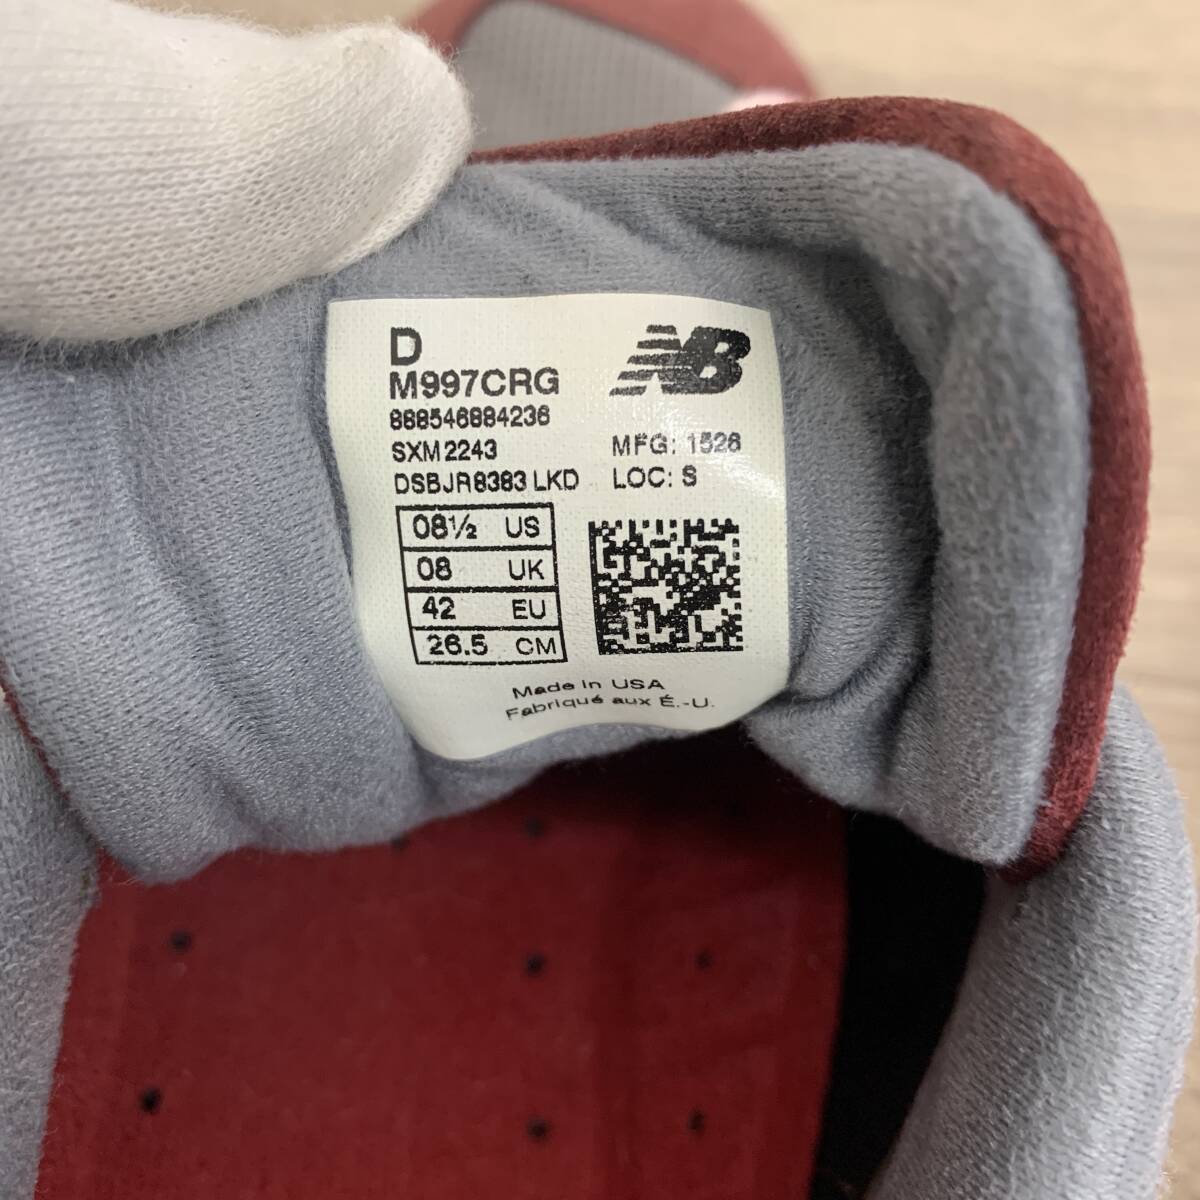 D
M997CRG
888546884236
SXM2243
MFG: 1526
DSBJR8383 LKD
LOC: S
08½ US
08 UK
42 EU
26.5 CM
Made in USA
Fabriqué aux É.-U.
NB